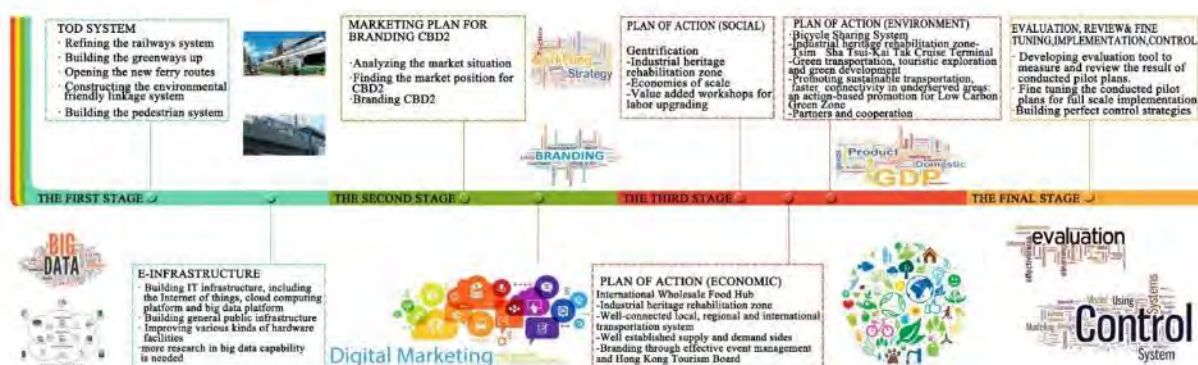 TOD SYSTEM
· Refining the railways system
· Building the greenways up
· Opening the new ferry routes
· Constructing the environmental
friendly linkage system
· Building the pedestrian system
MARKETING PLAN FOR
BRANDING CBD2
· Analyzing the market situation
· Finding the market position for
CBD2
· Branding CBD2
Marketing
Strategy
BRANDING
PLAN OF ACTION (SOCIAL)
Gentrification
-Industrial heritage
rehabilitation zone
-Economies of scale
-Value added workshops for
labor upgrading
PLAN OF ACTION (ENVIRONMENT)
-Bicycle Sharing System
-Industrial heritage rehabilitation zone-
Tsim Sha Tsui-Kai Tak Cruise Terminal
-Green transportation, touristic exploration
and green development
-Promoting sustainable transportation,
faster connectivity in underserved areas:
an action-based promotion for Low Carbon
Green Zone
-Partners and cooperation
Product
Domestic
GDP
EVALUATION, REVIEW& FINE
TUNING,IMPLEMENTATION,CONTROL
· Developing evaluation tool to
measure and review the result of
conducted pilot plans.
· Fine tuning the conducted pilot
plans for full scale implementation
· Building perfect control strategies
THE FIRST STAGE
THE SECOND STAGE
THE THIRD STAGE
THE FINAL STAGE
BIG
DATA
E-INFRASTRUCTURE
· Building IT infrastructure, including
the Internet of things, cloud computing
platform and big data platform
· Building general public infrastructure
· Improving various kinds of hardware
facilities
-more research in big data capability
is needed
Digital Marketing
PLAN OF ACTION (ECONOMIC)
International Wholesale Food Hub
-Industrial heritage rehabilitation zone
-Well-connected local, regional and international
transportation system
-Well established supply and demand sides
-Branding through effective event management
and Hong Kong Tourism Board
evaluation
Model Using
Systems
Modeling
Control
System